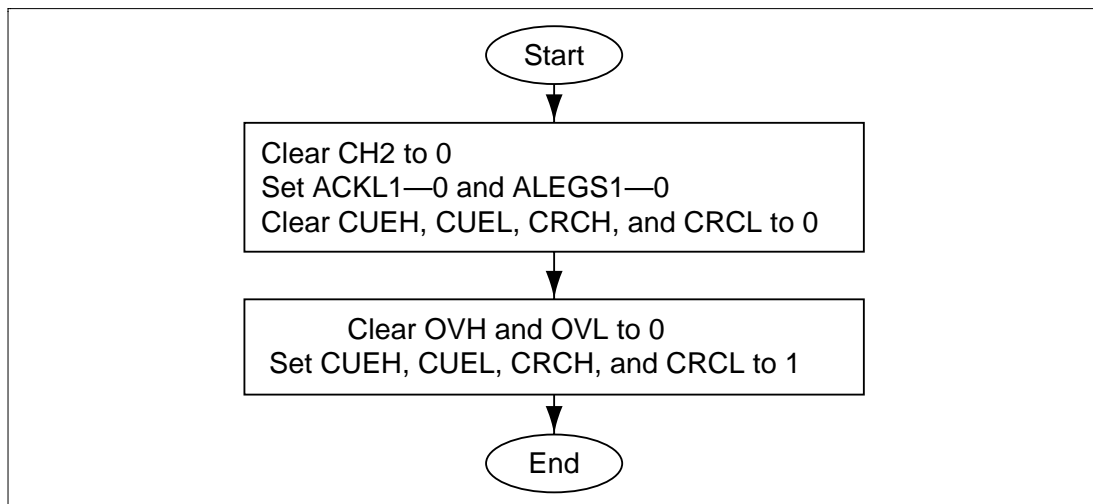 Start
Clear CH2 to 0
Set ACKL1—0 and ALEGS1—0
Clear CUEH, CUEL, CRCH, and CRCL to 0
Clear OVH and OVL to 0
Set CUEH, CUEL, CRCH, and CRCL to 1
End